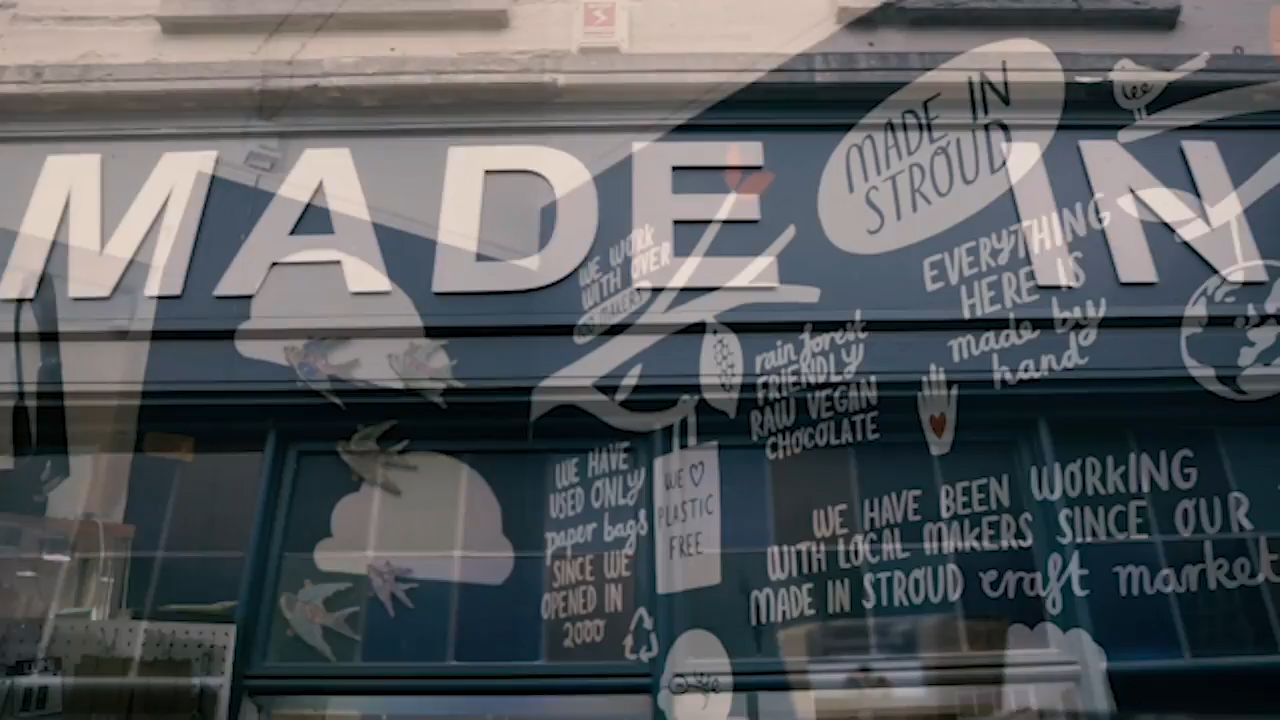 MADE IN
MADE IN
STROUD
WE WORK
WITH OVER
MAKERS
EVERYTHING
HERE IS
made by
hand
rain forest
FRIENDLY
RAW VEGAN
CHOCOLATE
WE HAVE
USED ONLY
paper bags
SINCE WE
OPENED IN
2000
WE ♡
PLASTIC
FREE
WE HAVE BEEN WORKING
WITH LOCAL MAKERS SINCE OUR
MADE IN STROUD craft market